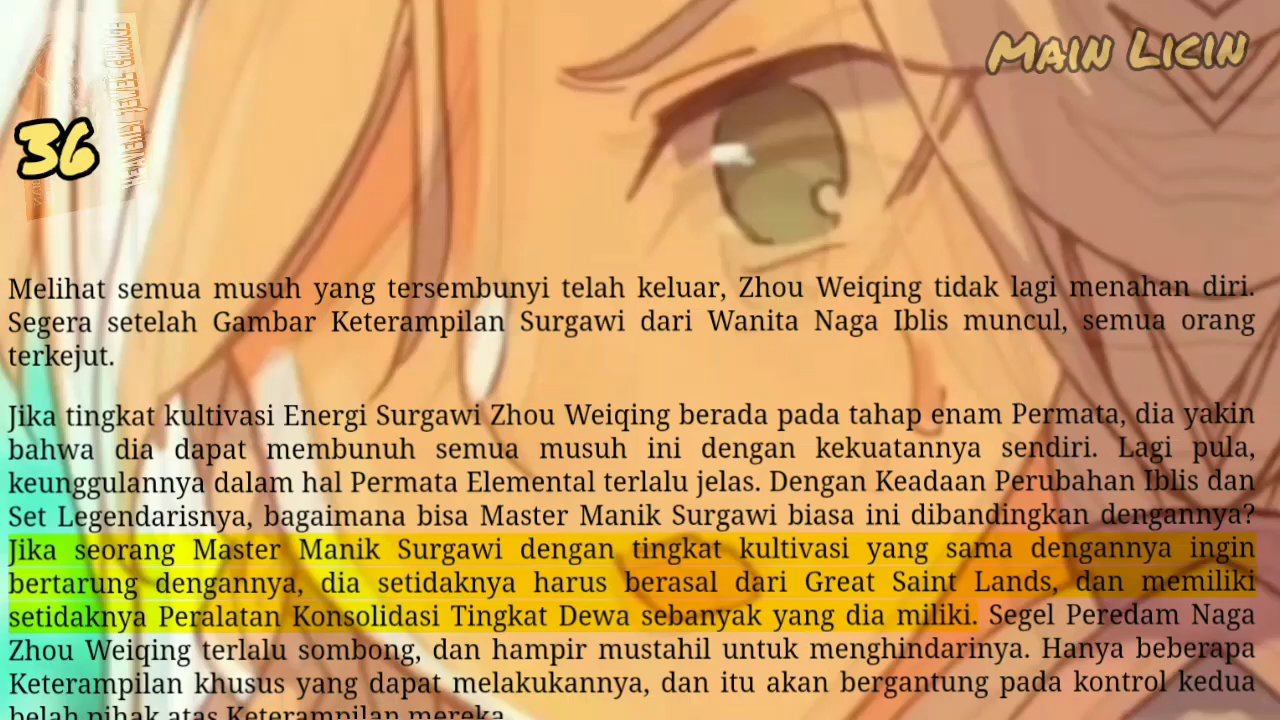 MAIN LICIN
36
Melihat semua musuh yang tersembunyi telah keluar, Zhou Weiqing tidak lagi menahan diri.
Segera setelah Gambar Keterampilan Surgawi dari Wanita Naga Iblis muncul, semua orang
terkejut.
Jika tingkat kultivasi Energi Surgawi Zhou Weiqing berada pada tahap enam Permata, dia yakin
bahwa dia dapat membunuh semua musuh ini dengan kekuatannya sendiri. Lagi pula,
keunggulannya dalam hal Permata Elemental terlalu jelas. Dengan Keadaan Perubahan Iblis dan
Set Legendarisnya, bagaimana bisa Master Manik Surgawi biasa ini dibandingkan dengannya?
Jika seorang Master Manik Surgawi dengan tingkat kultivasi yang sama dengannya ingin
bertarung dengannya, dia setidaknya harus berasal dari Great Saint Lands, dan memiliki
setidaknya Peralatan Konsolidasi Tingkat Dewa sebanyak yang dia miliki. Segel Peredam Naga
Zhou Weiqing terlalu sombong, dan hampir mustahil untuk menghindarinya. Hanya beberapa
Keterampilan khusus yang dapat melakukannya, dan itu akan bergantung pada kontrol kedua
belah pihak atas Keterampilan mereka.